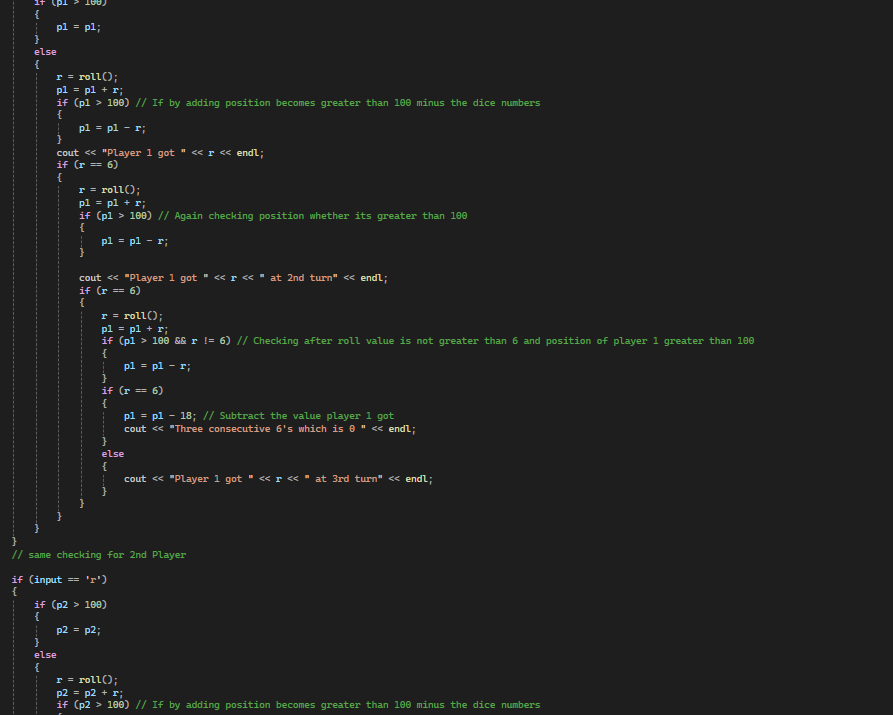 if (p1 > 100)
{
p1 = p1;
}
else
{
r = roll();
p1 = p1 + r;
if (p1 > 100) // If by adding position becomes greater than 100 minus the dice numbers
{
p1 = p1 - r;
}
cout << "Player 1 got " << r << endl;
if (r == 6)
{
r = roll();
p1 = p1 + r;
if (p1 > 100) // Again checking position whether its greater than 100
{
p1 = p1 - r;
}
cout << "Player 1 got " << r << " at 2nd turn" << endl;
if (r == 6)
{
r = roll();
p1 = p1 + r;
if (p1 > 100 && r != 6) // Checking after roll value is not greater than 6 and position of player 1 greater than 100
{
p1 = p1 - r;
}
if (r == 6)
{
p1 = p1 - 18; // Subtract the value player 1 got
cout << "Three consecutive 6's which is 0 " << endl;
}
else
{
cout << "Player 1 got " << r << " at 3rd turn" << endl;
}
}
}
}
}
// same checking for 2nd Player
if (input == 'r')
{
if (p2 > 100)
{
p2 = p2;
}
else
{
r = roll();
p2 = p2 + r;
if (p2 > 100) // If by adding position becomes greater than 100 minus the dice numbers
{